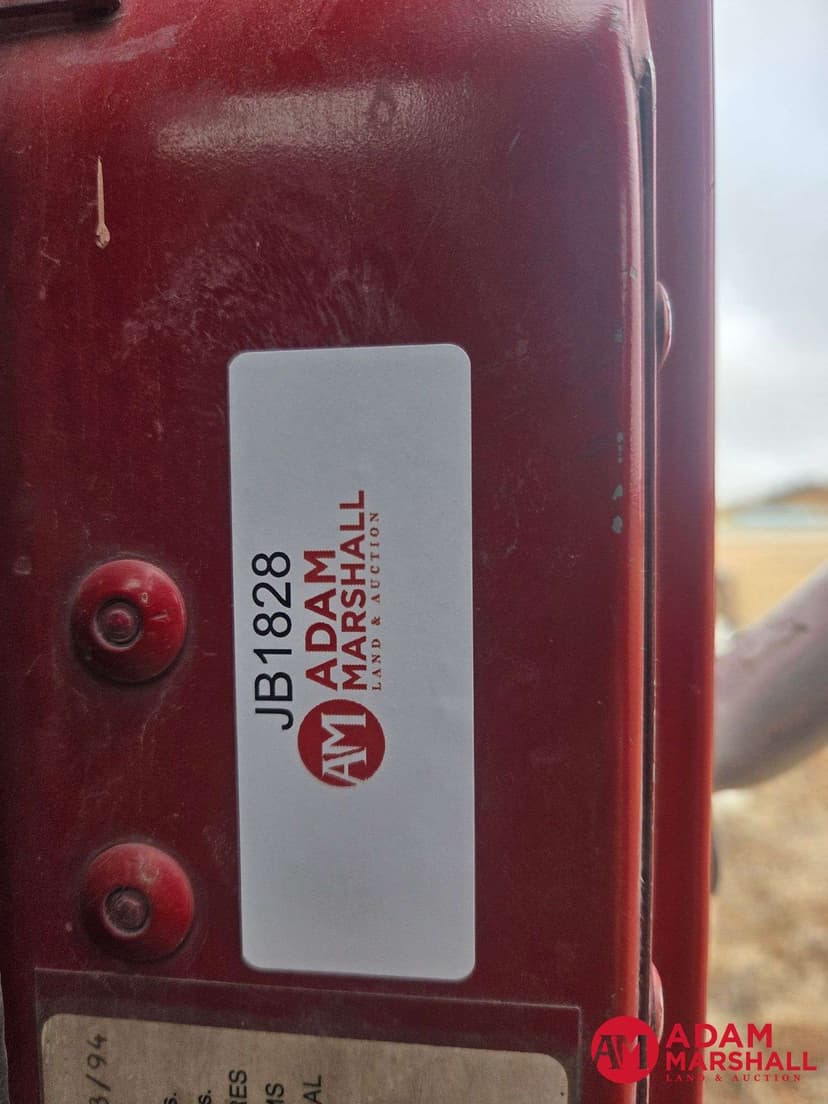 JB1828
AM
ADAM
MARSHALL
LAND & AUCTION
3/94
S.
S.
RES
MS
AL
AM
ADAM
MARSHALL
LAND & AUCTION